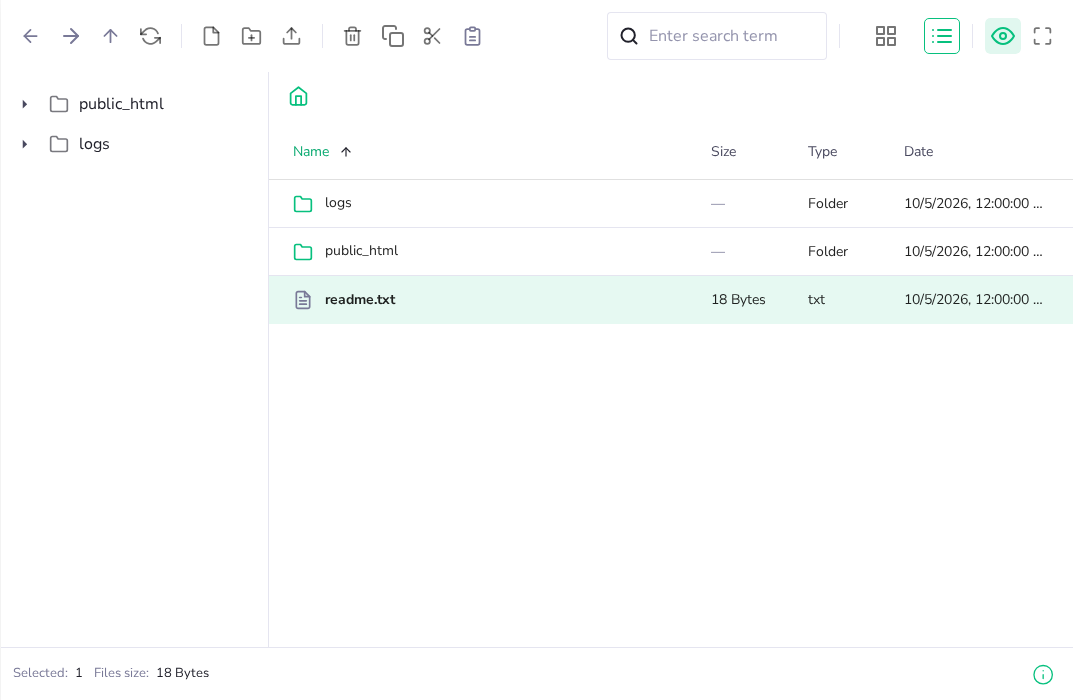 Enter search term
public_html
logs
Name Size Type Date
logs — Folder 10/5/2026, 12:00:00 ...
public_html — Folder 10/5/2026, 12:00:00 ...
readme.txt 18 Bytes txt 10/5/2026, 12:00:00 ...
Selected: 1 Files size: 18 Bytes